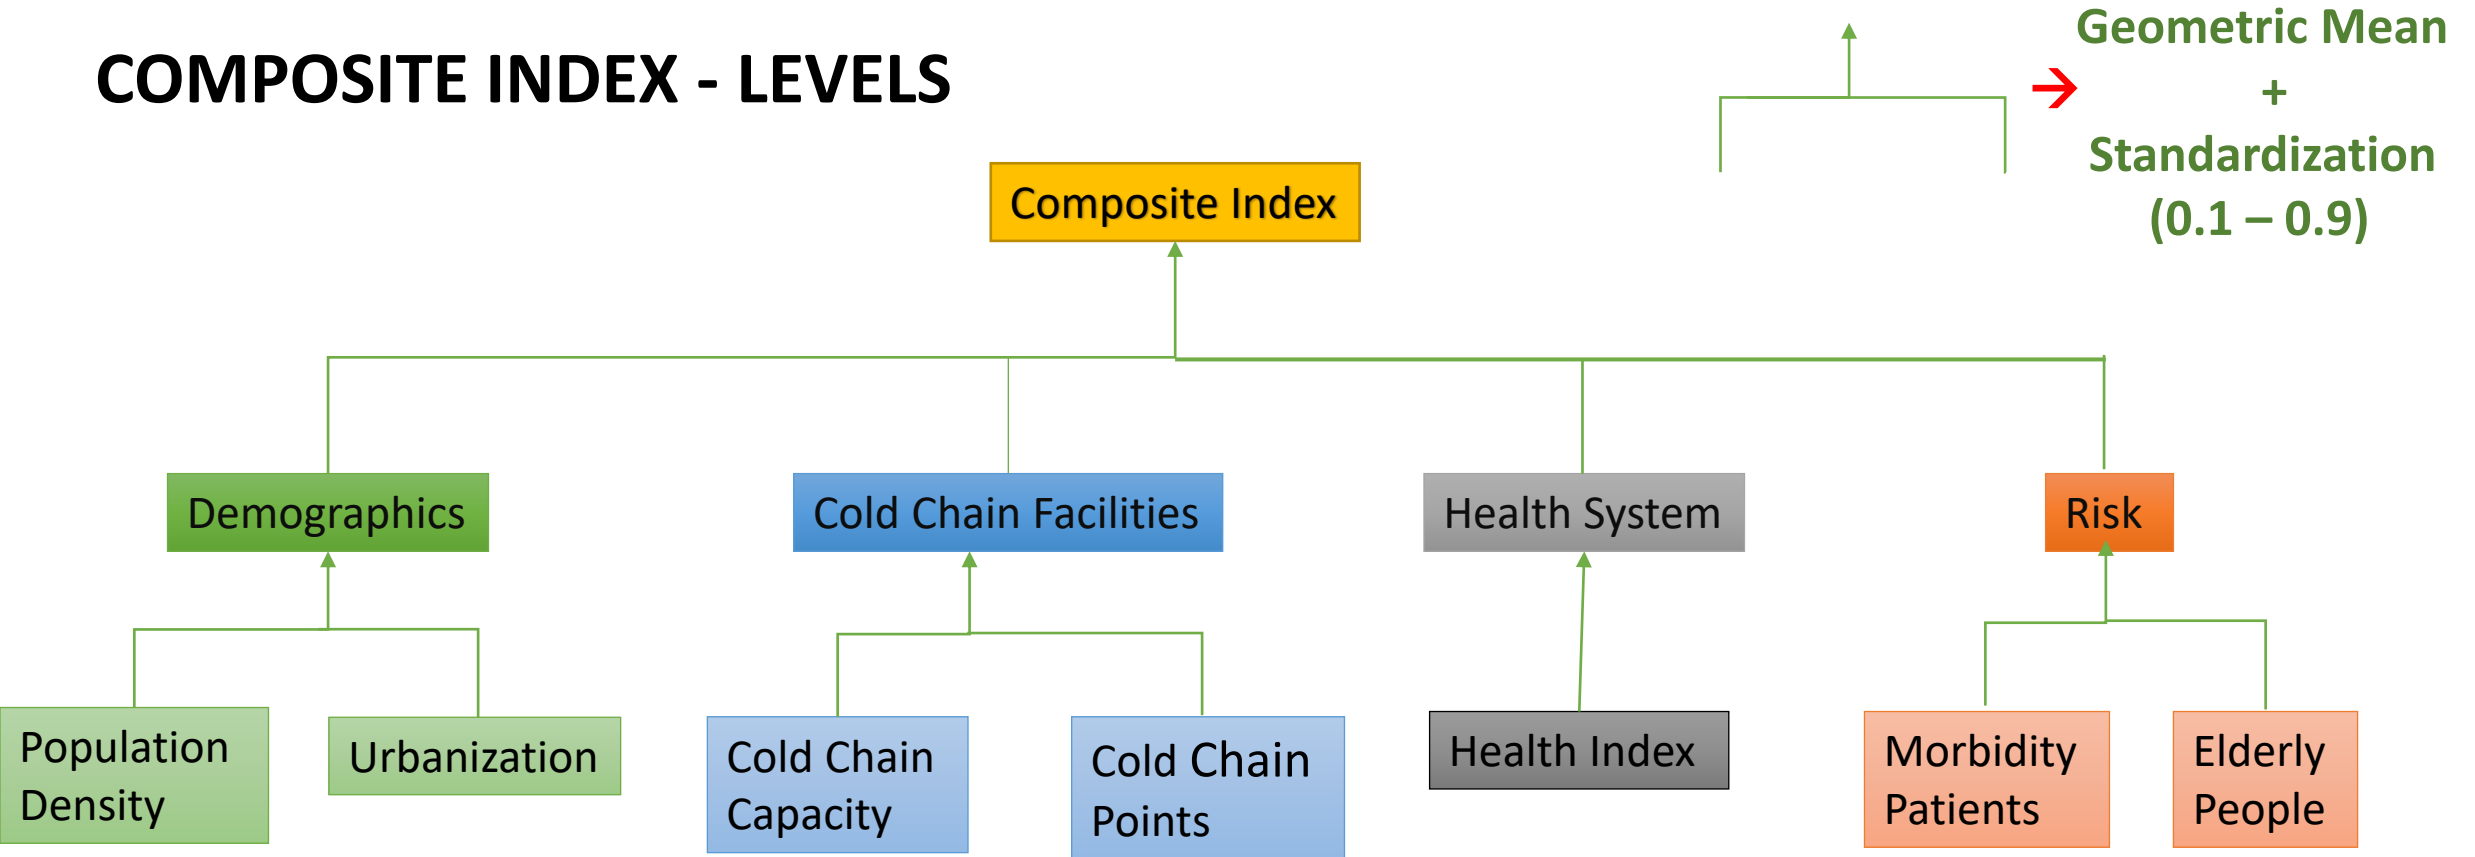 COMPOSITE INDEX - LEVELS
Geometric Mean
+
Standardization
(0.1 – 0.9)
Composite Index
Demographics
Cold Chain Facilities
Health System
Risk
Population
Density
Urbanization
Cold Chain
Capacity
Cold Chain
Points
Health Index
Morbidity
Patients
Elderly
People